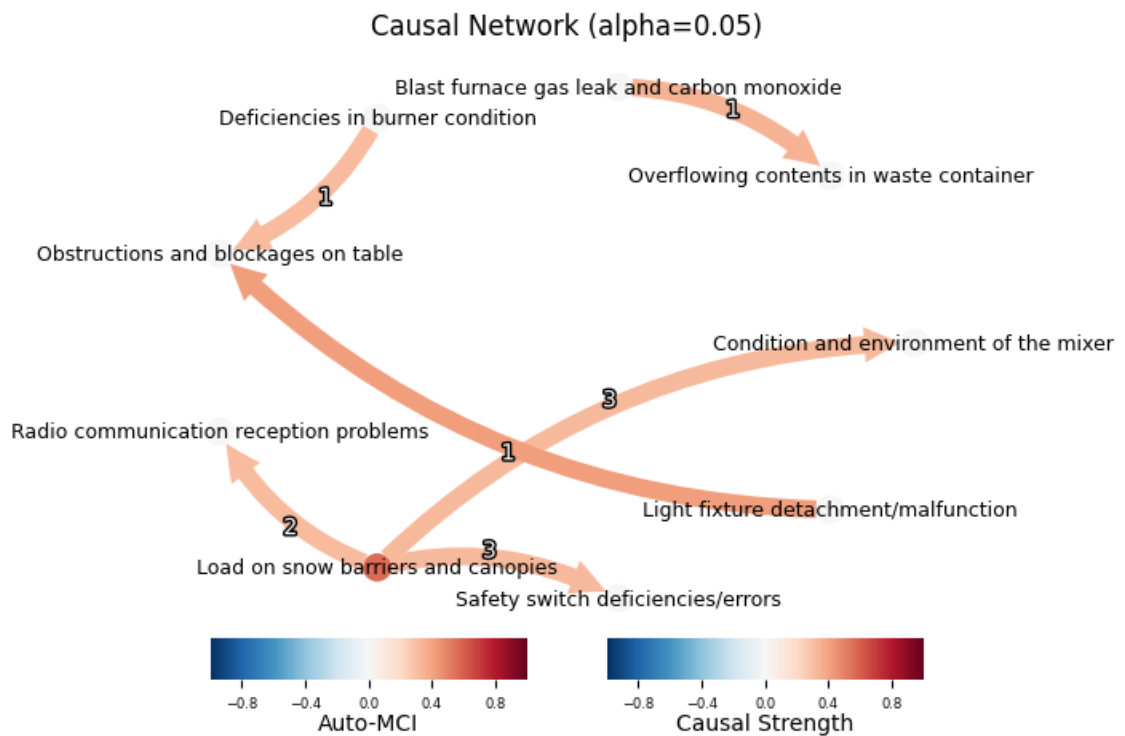 Causal Network (alpha=0.05)
Blast furnace gas leak and carbon monoxide
1
Deficiencies in burner condition
Overflowing contents in waste container
1
Obstructions and blockages on table
Condition and environment of the mixer
3
Radio communication reception problems
1
Light fixture detachment/malfunction
2
3
Load on snow barriers and canopies
Safety switch deficiencies/errors
−0.8 −0.4 0.0 0.4 0.8
Auto-MCI
−0.8 −0.4 0.0 0.4 0.8
Causal Strength